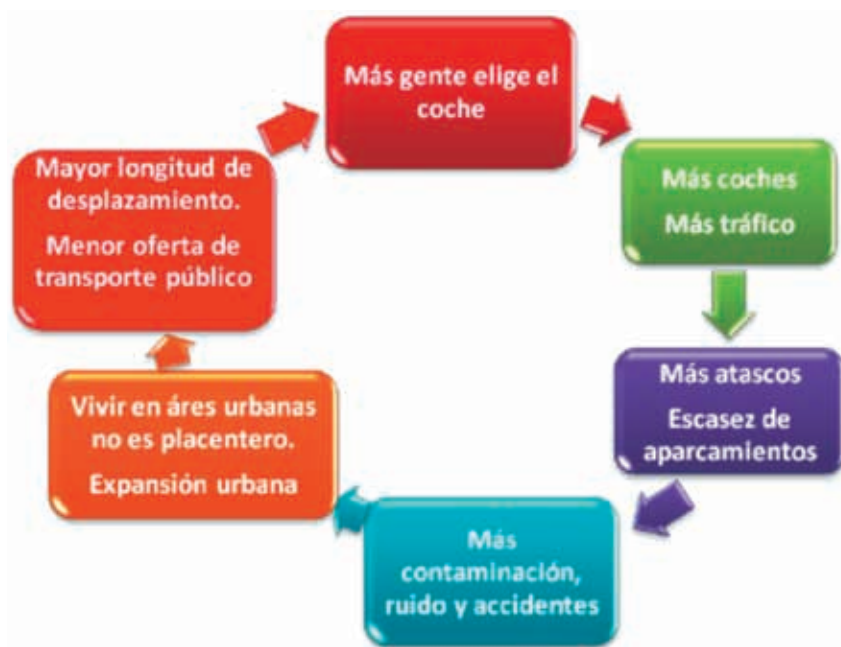 Más gente elige el
coche
Más coches
Más tráfico
Más atascos
Escasez de
aparcamientos
Más
contaminación,
ruido y accidentes
Vivir en áres urbanas
no es placentero.
Expansión urbana
Mayor longitud de
desplazamiento.
Menor oferta de
transporte público